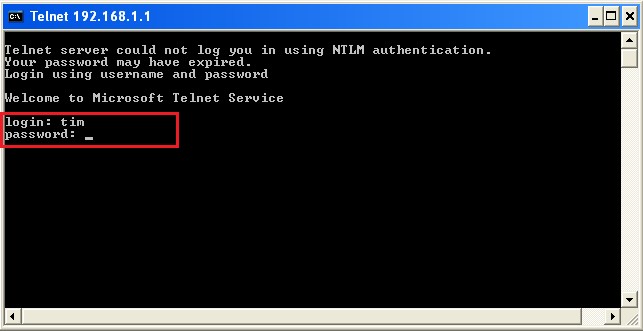 Telnet 192.168.1.1
Telnet server could not log you in using NTLM authentication.
Your password may have expired.
Login using username and password
Welcome to Microsoft Telnet Service
login: tim
password: _